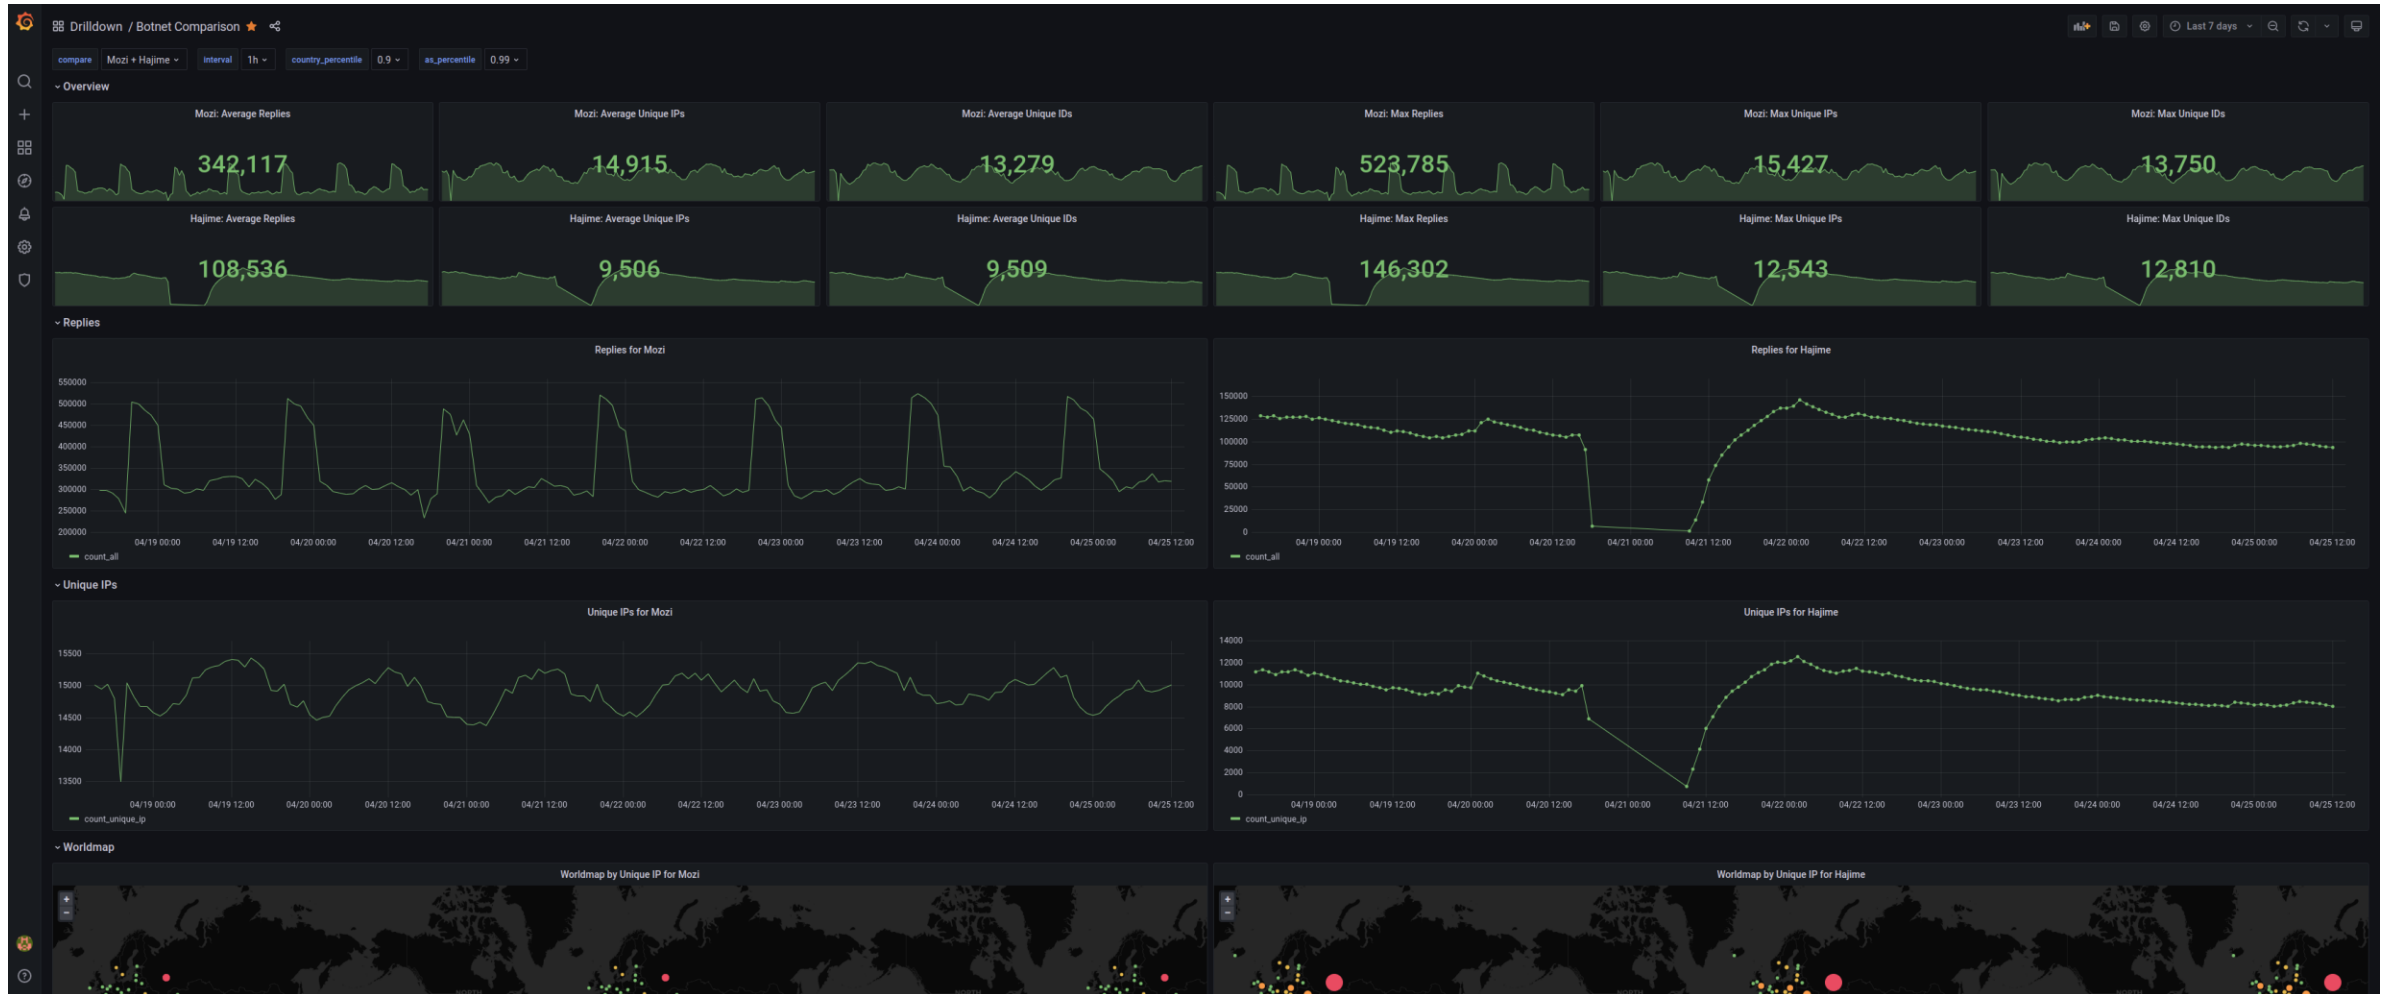 Drilldown / Botnet Comparison
Last 7 days
compare Mozi + Hajime interval 1h country_percentile 0.9 as_percentile 0.99
Overview
Mozi: Average Replies
342,117
Mozi: Average Unique IPs
14,915
Mozi: Average Unique IDs
13,279
Mozi: Max Replies
523,785
Mozi: Max Unique IPs
15,427
Mozi: Max Unique IDs
13,750
Hajime: Average Replies
108,536
Hajime: Average Unique IPs
9,506
Hajime: Average Unique IDs
9,509
Hajime: Max Replies
146,302
Hajime: Max Unique IPs
12,543
Hajime: Max Unique IDs
12,810
Replies
Replies for Mozi
550000
500000
450000
400000
350000
300000
250000
200000
04/19 00:00 04/19 12:00 04/20 00:00 04/20 12:00 04/21 00:00 04/21 12:00 04/22 00:00 04/22 12:00 04/23 00:00 04/23 12:00 04/24 00:00 04/24 12:00 04/25 00:00 04/25 12:00
count_all
Replies for Hajime
150000
125000
100000
75000
50000
25000
0
04/19 00:00 04/19 12:00 04/20 00:00 04/20 12:00 04/21 00:00 04/21 12:00 04/22 00:00 04/22 12:00 04/23 00:00 04/23 12:00 04/24 00:00 04/24 12:00 04/25 00:00 04/25 12:00
count_all
Unique IPs
Unique IPs for Mozi
15500
15000
14500
14000
13500
04/19 00:00 04/19 12:00 04/20 00:00 04/20 12:00 04/21 00:00 04/21 12:00 04/22 00:00 04/22 12:00 04/23 00:00 04/23 12:00 04/24 00:00 04/24 12:00 04/25 00:00 04/25 12:00
count_unique_ip
Unique IPs for Hajime
14000
12000
10000
8000
6000
4000
2000
0
04/19 00:00 04/19 12:00 04/20 00:00 04/20 12:00 04/21 00:00 04/21 12:00 04/22 00:00 04/22 12:00 04/23 00:00 04/23 12:00 04/24 00:00 04/24 12:00 04/25 00:00 04/25 12:00
count_unique_ip
Worldmap
Worldmap by Unique IP for Mozi
+
−
NORTH NORTH
Worldmap by Unique IP for Hajime
+
−
NORTH NORTH